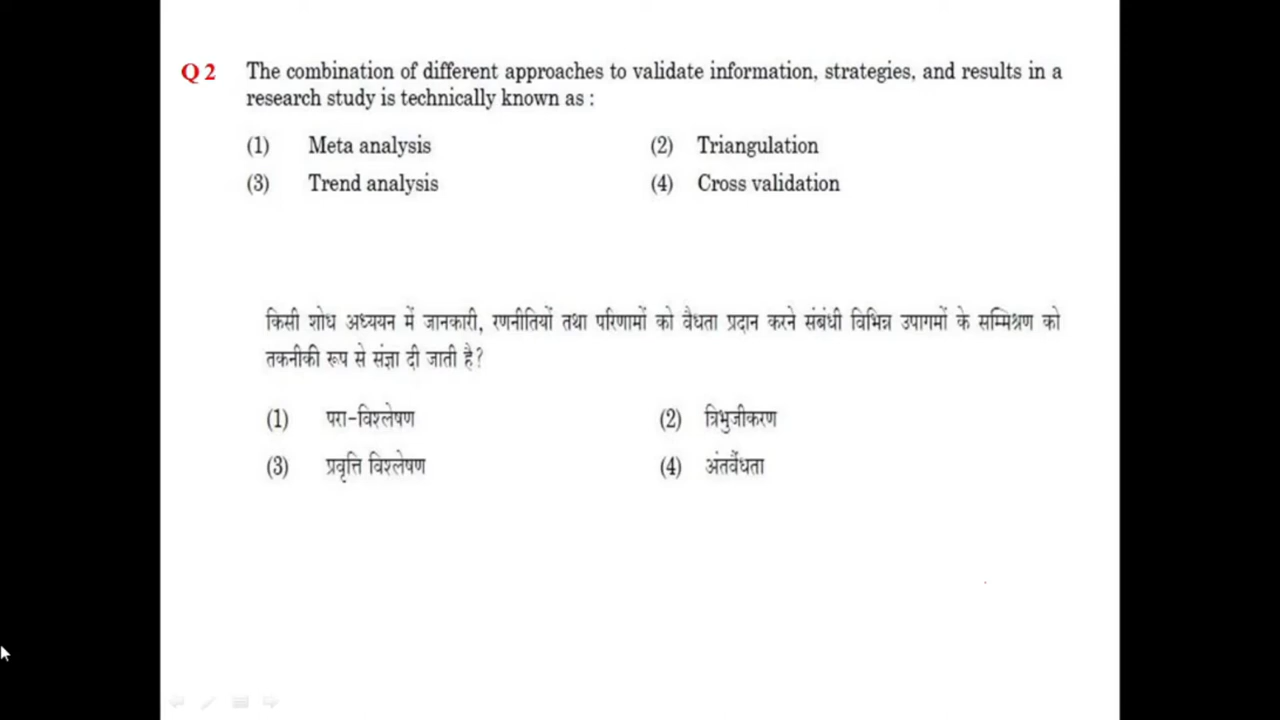 Q 2 The combination of different approaches to validate information, strategies, and results in a
research study is technically known as :
(1) Meta analysis (2) Triangulation
(3) Trend analysis (4) Cross validation
किसी शोध अध्ययन में जानकारी, रणनीतियों तथा परिणामों को वैधता प्रदान करने संबंधी विभिन्न उपागमों के सम्मिश्रण को
तकनीकी रूप से संज्ञा दी जाती है?
(1) परा-विश्लेषण (2) त्रिभुजीकरण
(3) प्रवृत्ति विश्लेषण (4) अंतर्वैधता